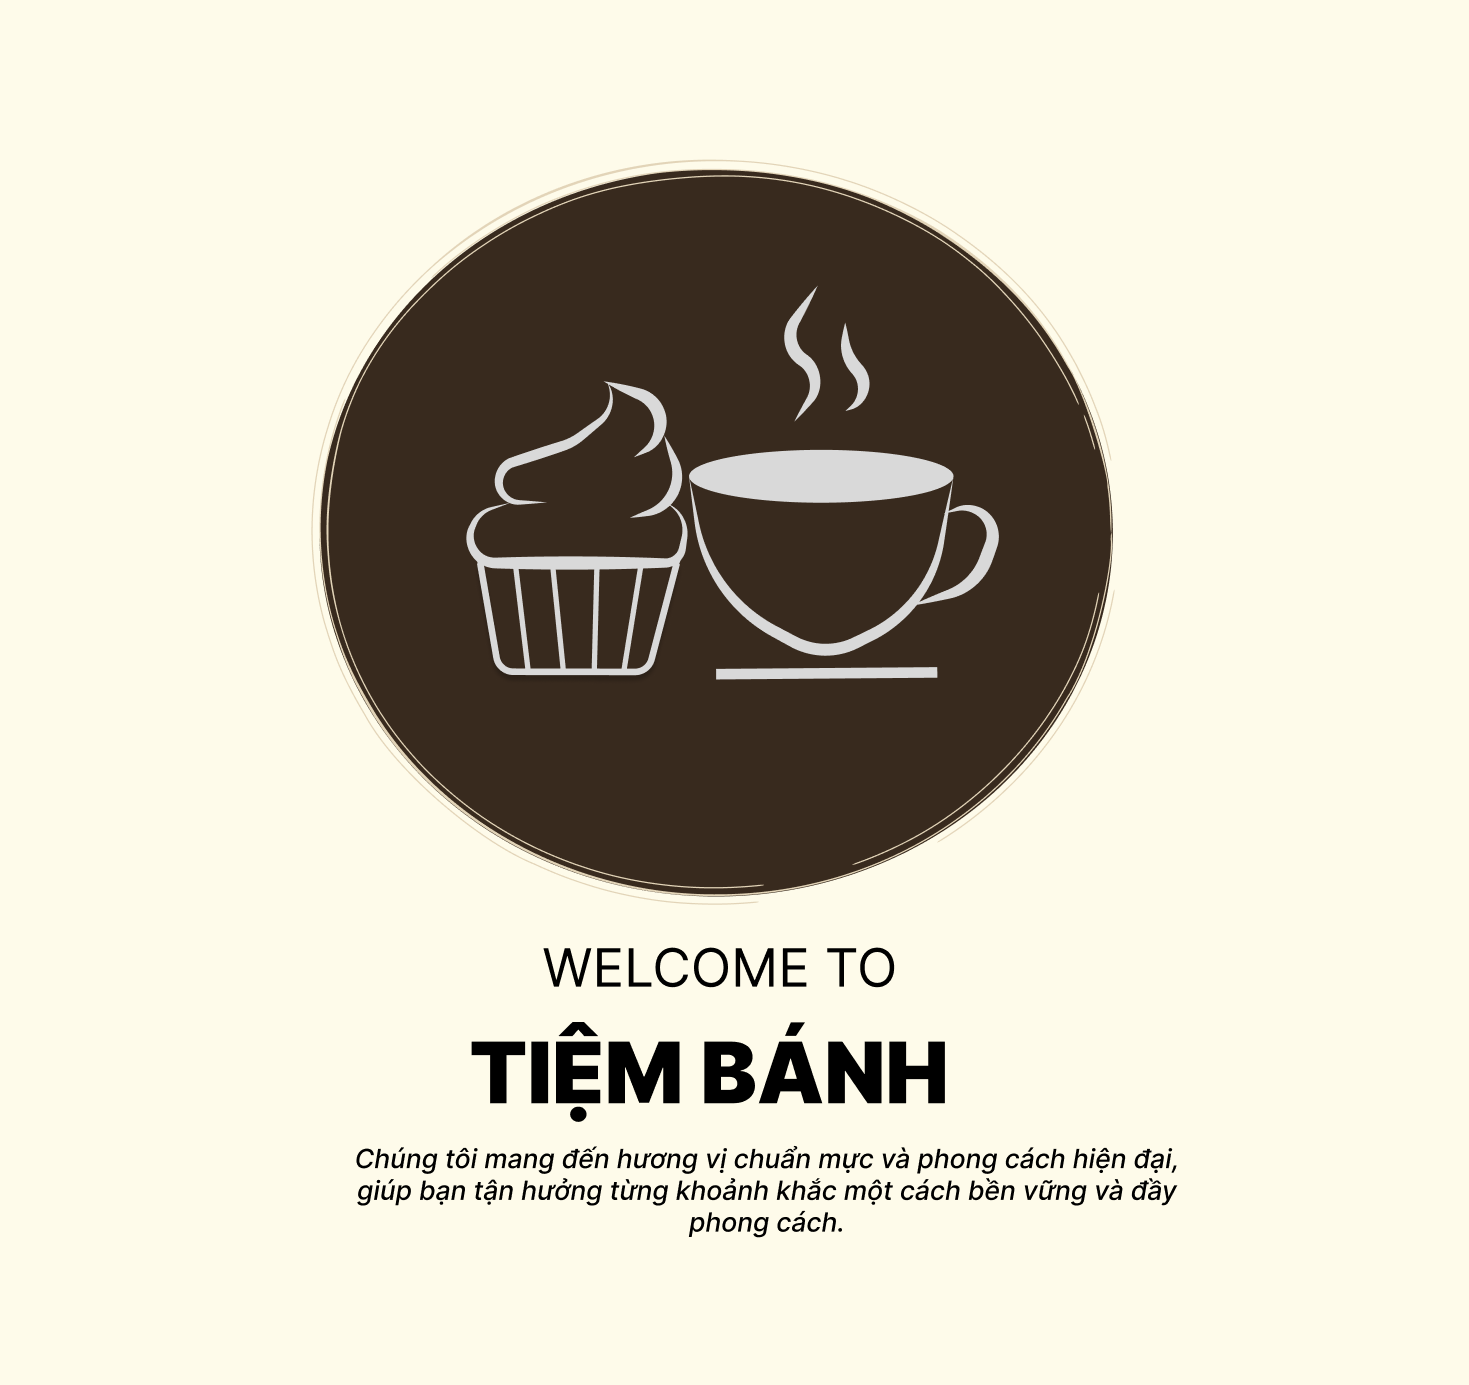 WELCOME TO
TIỆM BÁNH
Chúng tôi mang đến hương vị chuẩn mực và phong cách hiện đại,
giúp bạn tận hưởng từng khoảnh khắc một cách bền vững và đầy
phong cách.